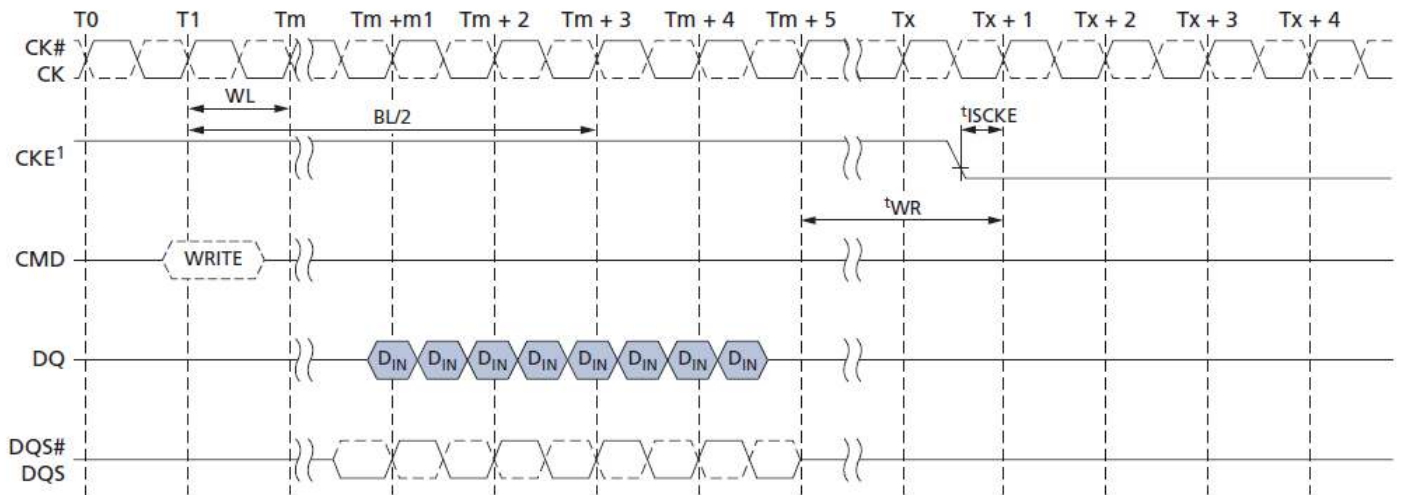 T0 T1 Tm Tm +m1 Tm + 2 Tm + 3 Tm + 4 Tm + 5 Tx Tx + 1 Tx + 2 Tx + 3 Tx + 4
CK#
CK
WL
BL/2
tISCKE
CKE1
tWR
CMD WRITE
DQ DIN DIN DIN DIN DIN DIN DIN DIN
DQS#
DQS